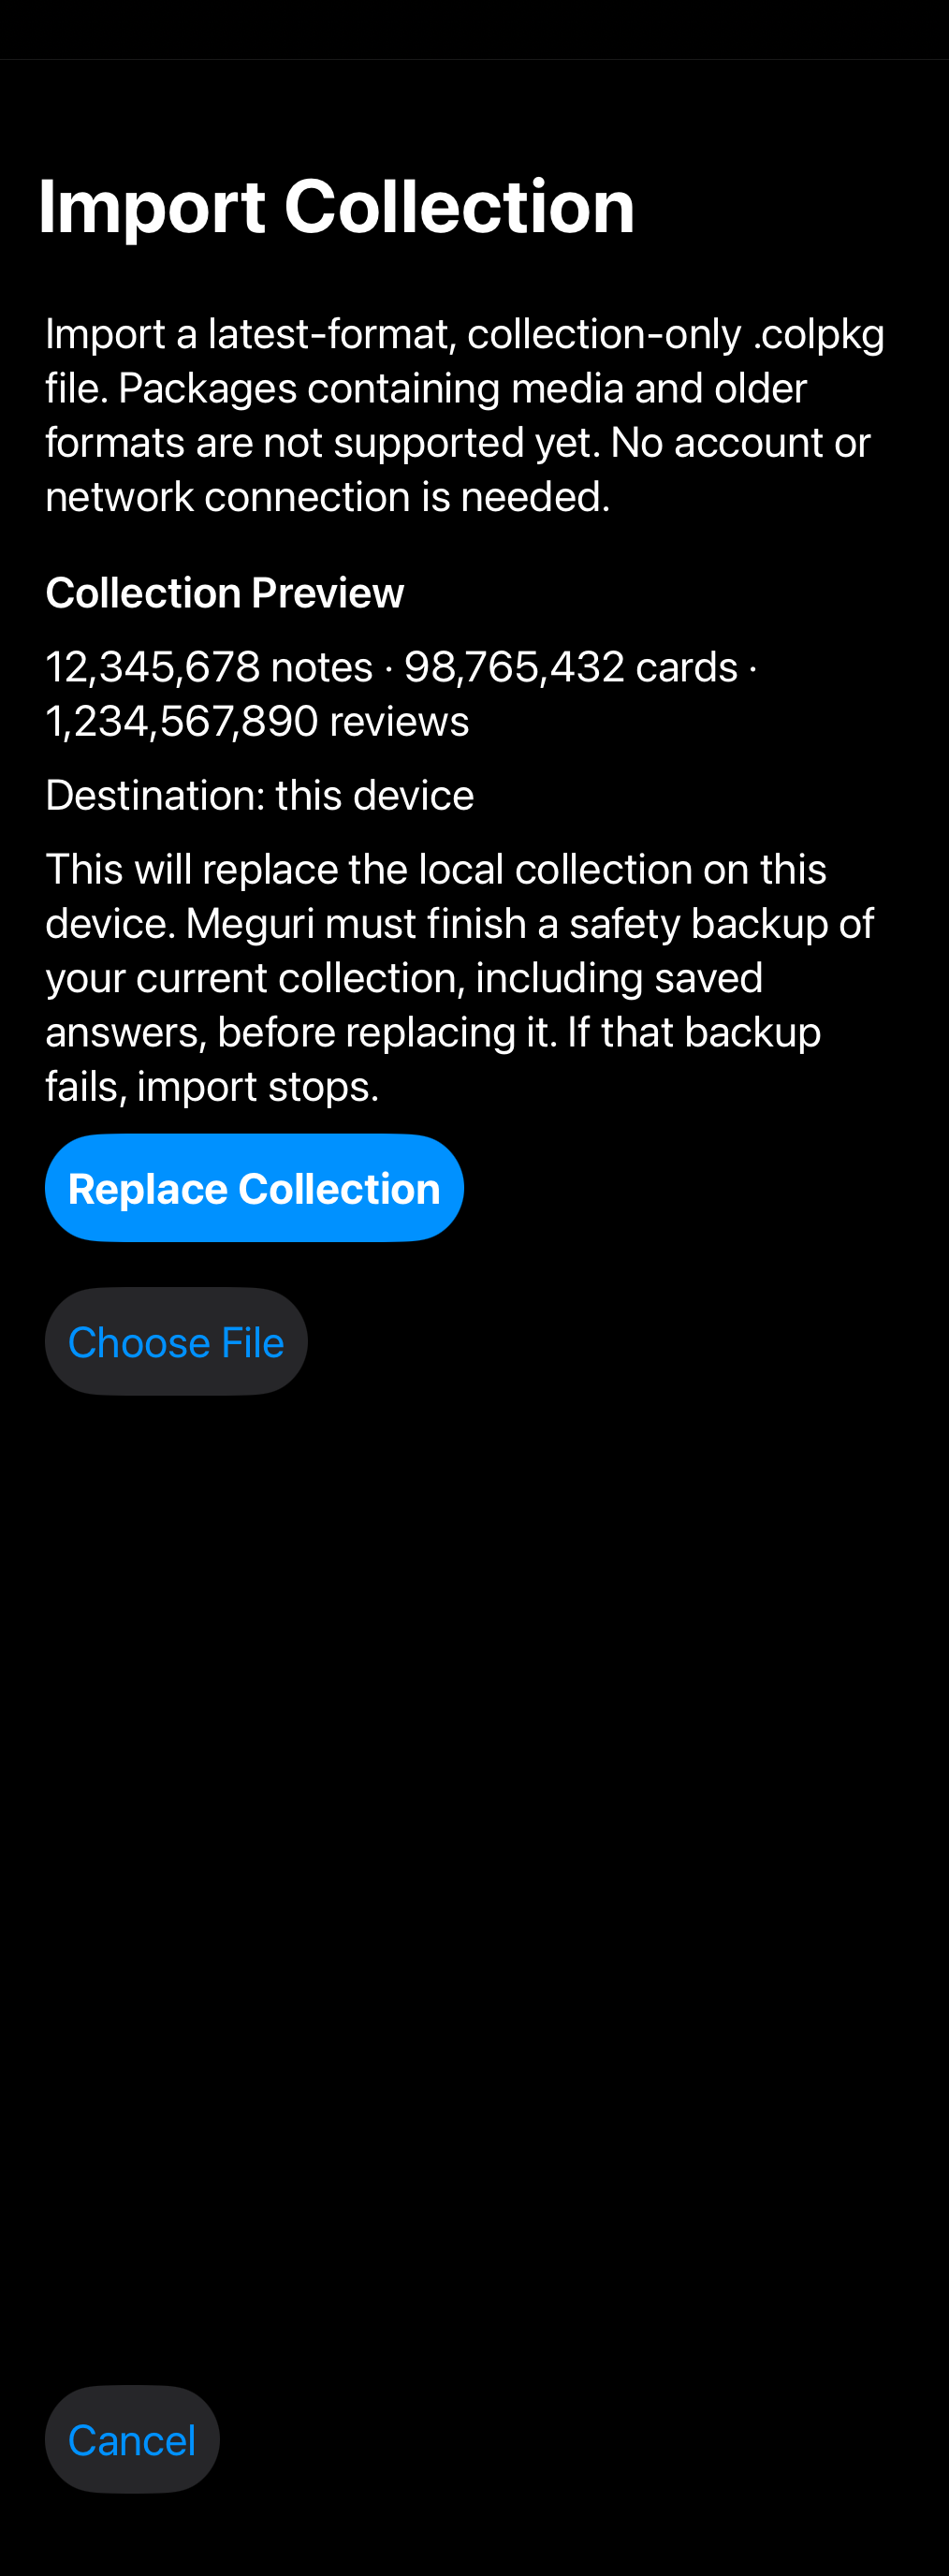 Import Collection
Import a latest-format, collection-only .colpkg
file. Packages containing media and older
formats are not supported yet. No account or
network connection is needed.
Collection Preview
12,345,678 notes · 98,765,432 cards ·
1,234,567,890 reviews
Destination: this device
This will replace the local collection on this
device. Meguri must finish a safety backup of
your current collection, including saved
answers, before replacing it. If that backup
fails, import stops.
Replace Collection
Choose File
Cancel